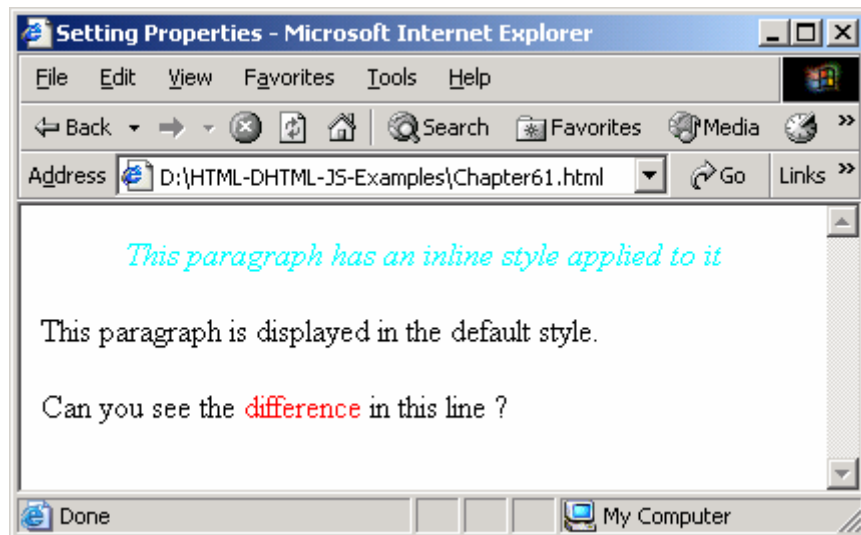 Setting Properties - Microsoft Internet Explorer
File Edit View Favorites Tools Help
Back Search Favorites Media »
Address D:\HTML-DHTML-JS-Examples\Chapter61.html Go Links »
This paragraph has an inline style applied to it
This paragraph is displayed in the default style.
Can you see the difference in this line ?
Done My Computer